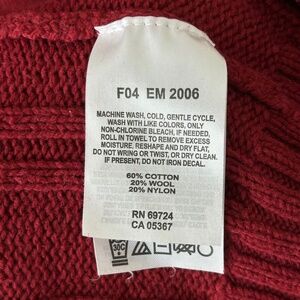 F04 EM 2006
MACHINE WASH, COLD, GENTLE CYCLE,
WASH WITH LIKE COLORS, ONLY
NON-CHLORINE BLEACH, IF NEEDED,
ROLL IN TOWEL TO REMOVE EXCESS
MOISTURE. RESHAPE AND DRY FLAT,
DO NOT WRING OR TWIST, OR DRY CLEAN.
IF PRESENT, DO NOT IRON DECAL.
60% COTTON
20% WOOL
20% NYLON
RN 69724
CA 05367
30C